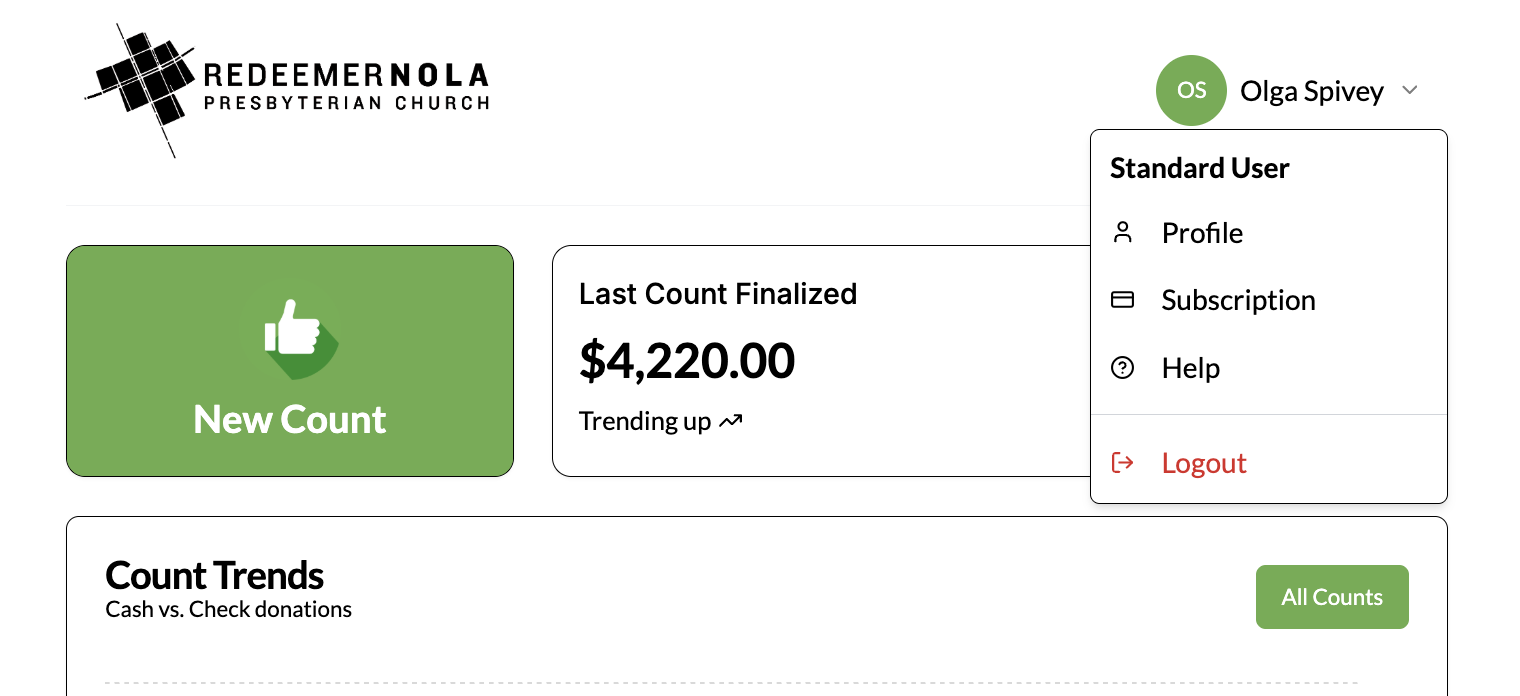 REDEEMERNOLA
PRESBYTERIAN CHURCH
OS
Olga Spivey
Standard User
Profile
Subscription
Help
Logout
New Count
Last Count Finalized
$4,220.00
Trending up
Count Trends
Cash vs. Check donations
All Counts